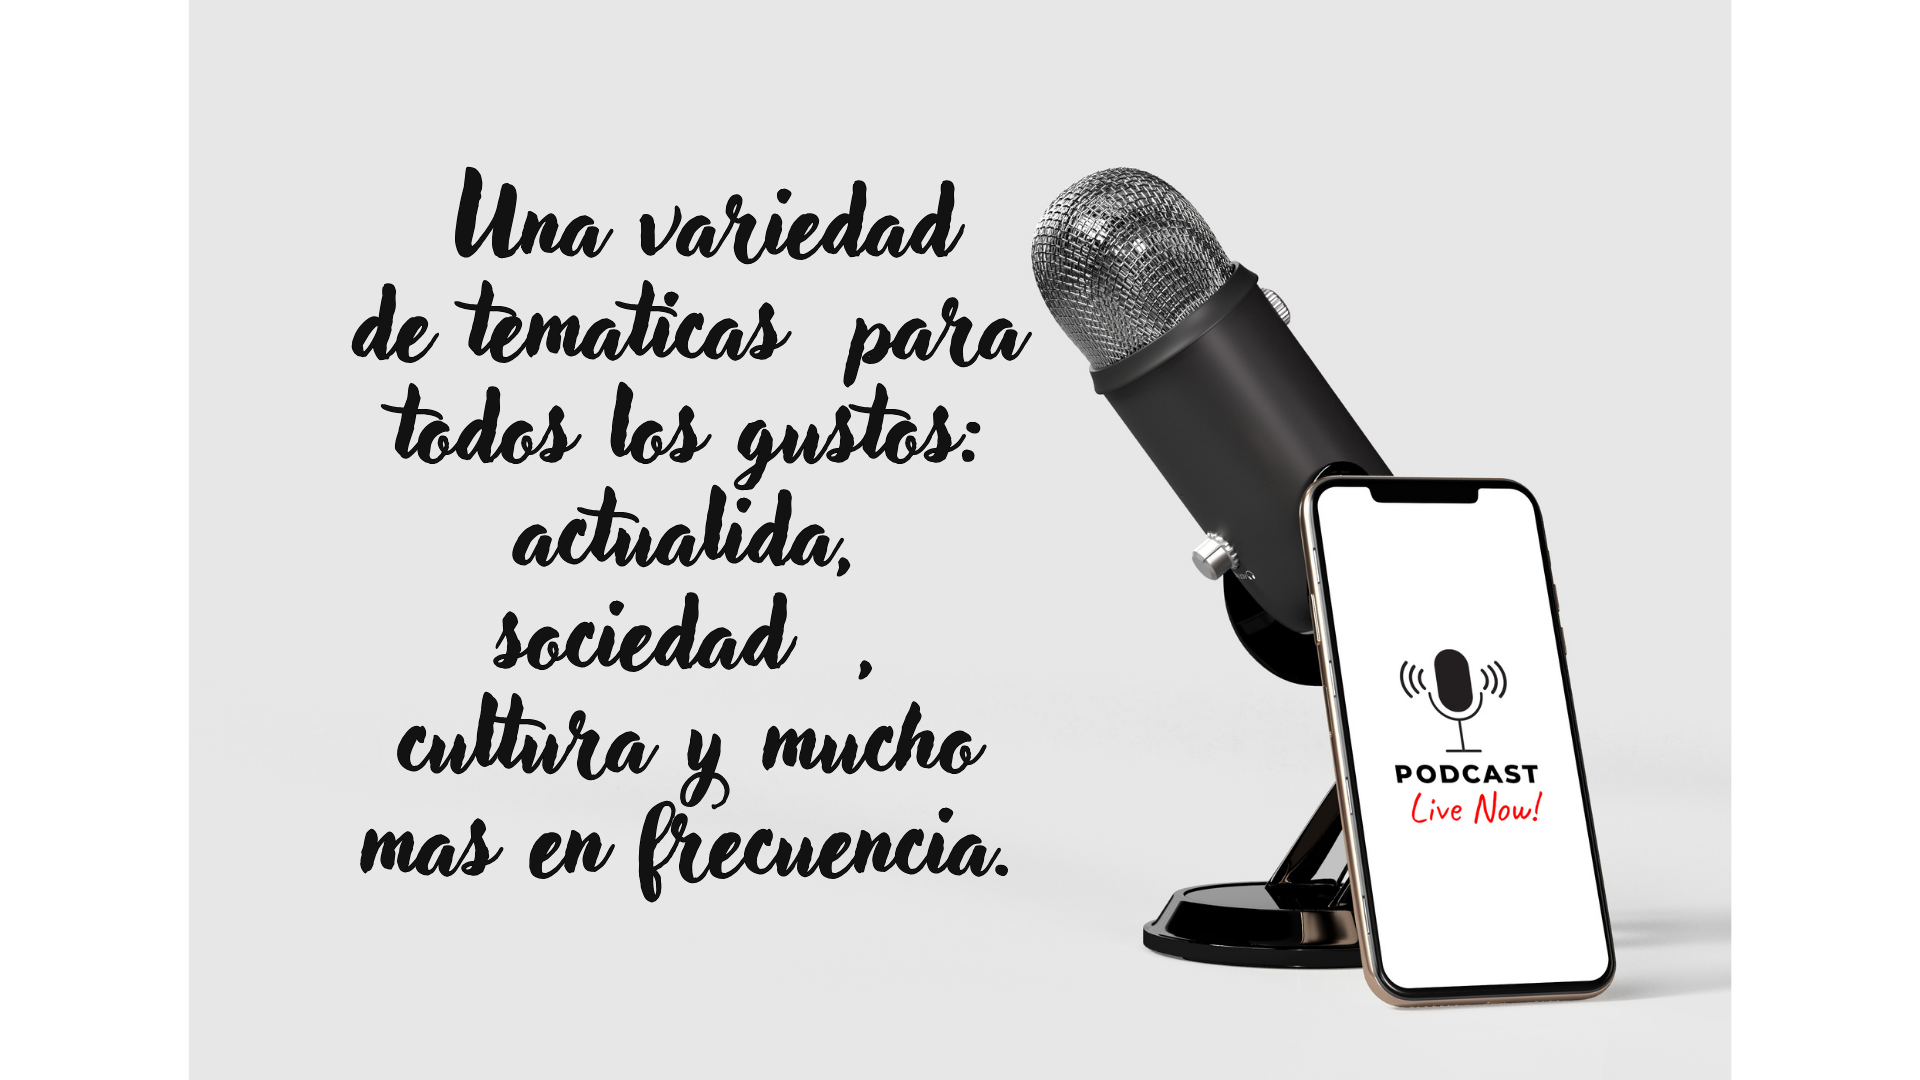 Una variedad
de tematicas para
todos los gustos:
actualida,
sociedad ,
cultura y mucho
mas en frecuencia.
PODCAST
Live Now!